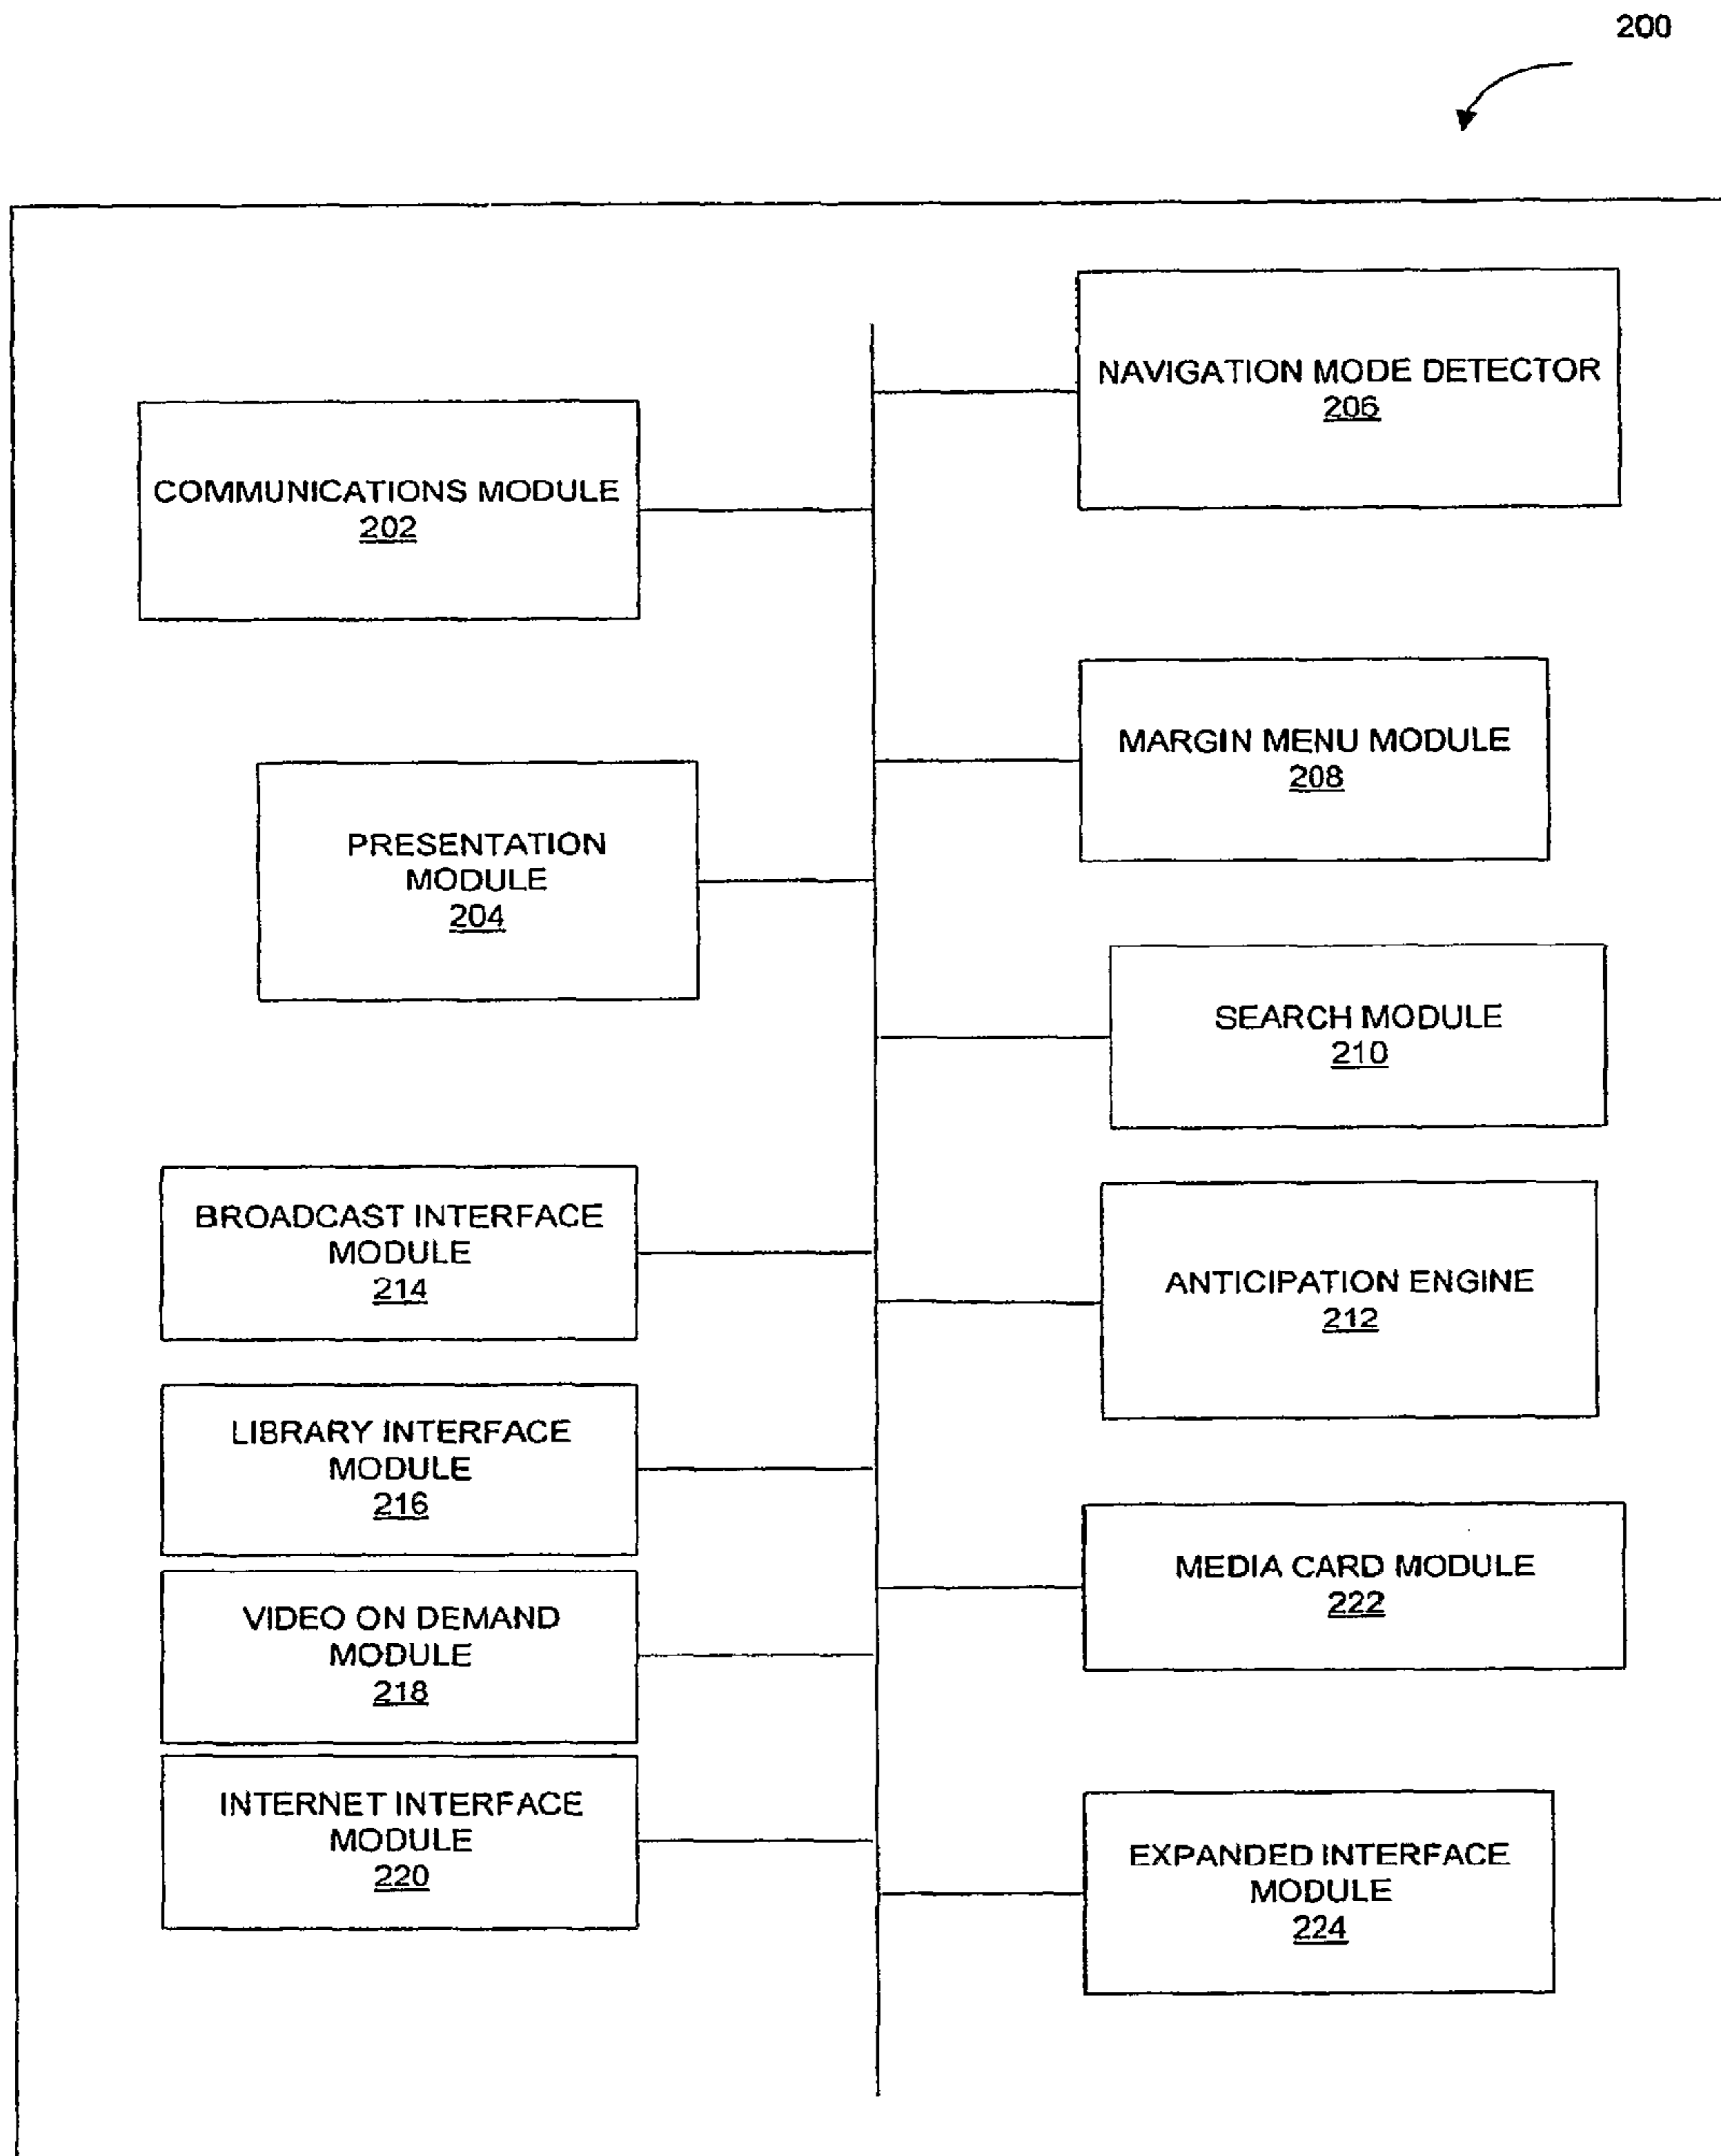 200
NAVIGATION MODE DETECTOR
206
COMMUNICATIONS MODULE
202
MARGIN MENU MODULE
208
PRESENTATION
MODULE
204
SEARCH MODULE
210
BROADCAST INTERFACE
MODULE
214
ANTICIPATION ENGINE
212
LIBRARY INTERFACE
MODULE
216
MEDIA CARD MODULE
222
VIDEO ON DEMAND
MODULE
218
INTERNET INTERFACE
MODULE
220
EXPANDED INTERFACE
MODULE
224